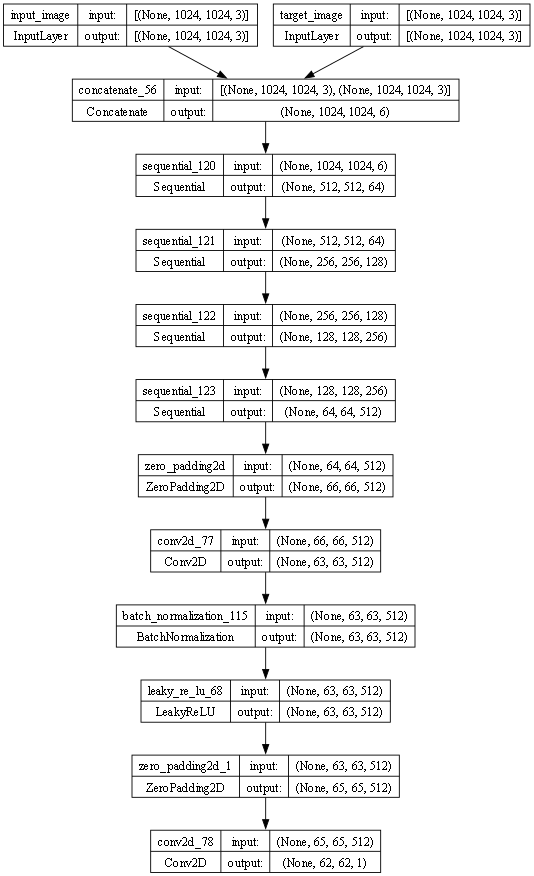 input_image input: [(None, 1024, 1024, 3)] target_image input: [(None, 1024, 1024, 3)]
InputLayer output: [(None, 1024, 1024, 3)] InputLayer output: [(None, 1024, 1024, 3)]
concatenate_56 input: [(None, 1024, 1024, 3), (None, 1024, 1024, 3)]
Concatenate output: (None, 1024, 1024, 6)
sequential_120 input: (None, 1024, 1024, 6)
Sequential output: (None, 512, 512, 64)
sequential_121 input: (None, 512, 512, 64)
Sequential output: (None, 256, 256, 128)
sequential_122 input: (None, 256, 256, 128)
Sequential output: (None, 128, 128, 256)
sequential_123 input: (None, 128, 128, 256)
Sequential output: (None, 64, 64, 512)
zero_padding2d input: (None, 64, 64, 512)
ZeroPadding2D output: (None, 66, 66, 512)
conv2d_77 input: (None, 66, 66, 512)
Conv2D output: (None, 63, 63, 512)
batch_normalization_115 input: (None, 63, 63, 512)
BatchNormalization output: (None, 63, 63, 512)
leaky_re_lu_68 input: (None, 63, 63, 512)
LeakyReLU output: (None, 63, 63, 512)
zero_padding2d_1 input: (None, 63, 63, 512)
ZeroPadding2D output: (None, 65, 65, 512)
conv2d_78 input: (None, 65, 65, 512)
Conv2D output: (None, 62, 62, 1)